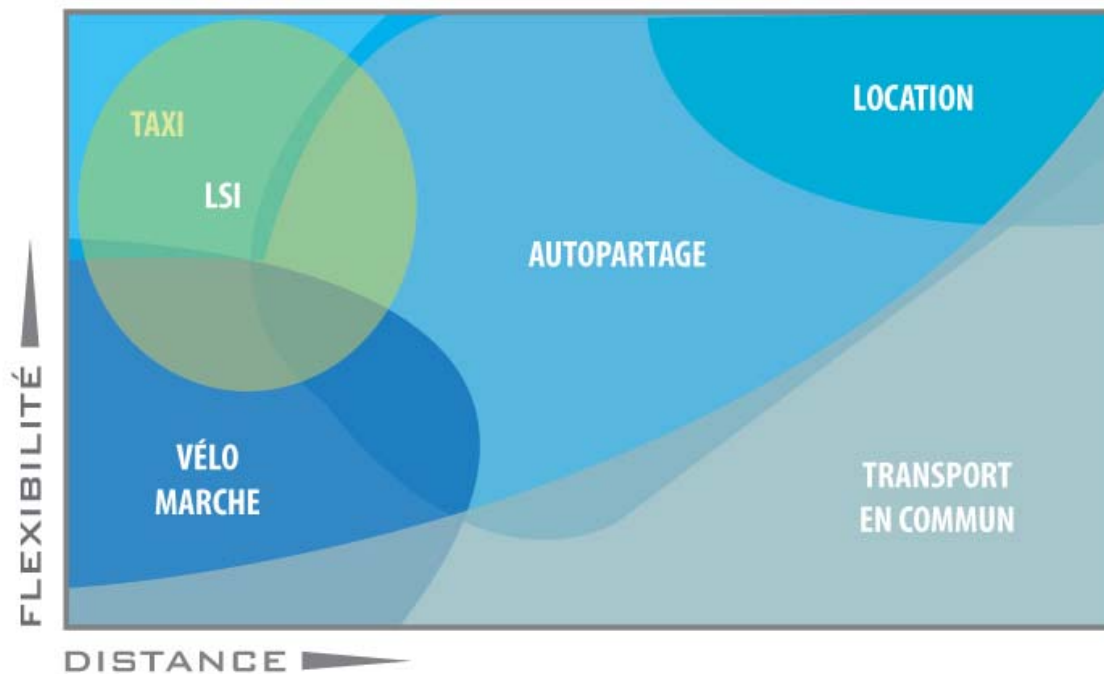 TAXI
LSI
LOCATION
AUTOPARTAGE
VÉLO
MARCHE
TRANSPORT
EN COMMUN
FLEXIBILITÉ
DISTANCE